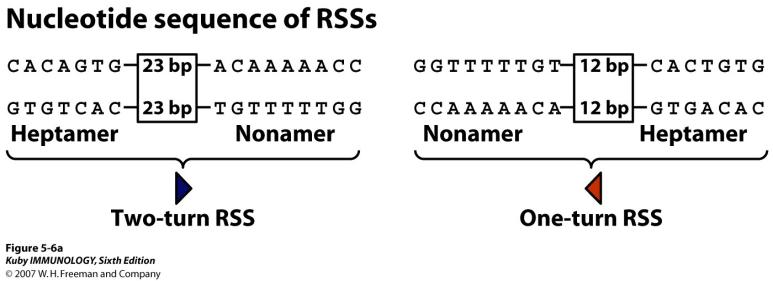 Nucleotide sequence of RSSs
CACAGTG 23 bp ACAAAAACC GGTTTTTGT 12 bp CACTGTG
GTGTCAC 23 bp TGTTTTTGG CCAAAAACA 12 bp GTGACAC
Heptamer Nonamer Nonamer Heptamer
Two-turn RSS One-turn RSS
Figure 5-6a
Kuby IMMUNOLOGY, Sixth Edition
© 2007 W. H. Freeman and Company